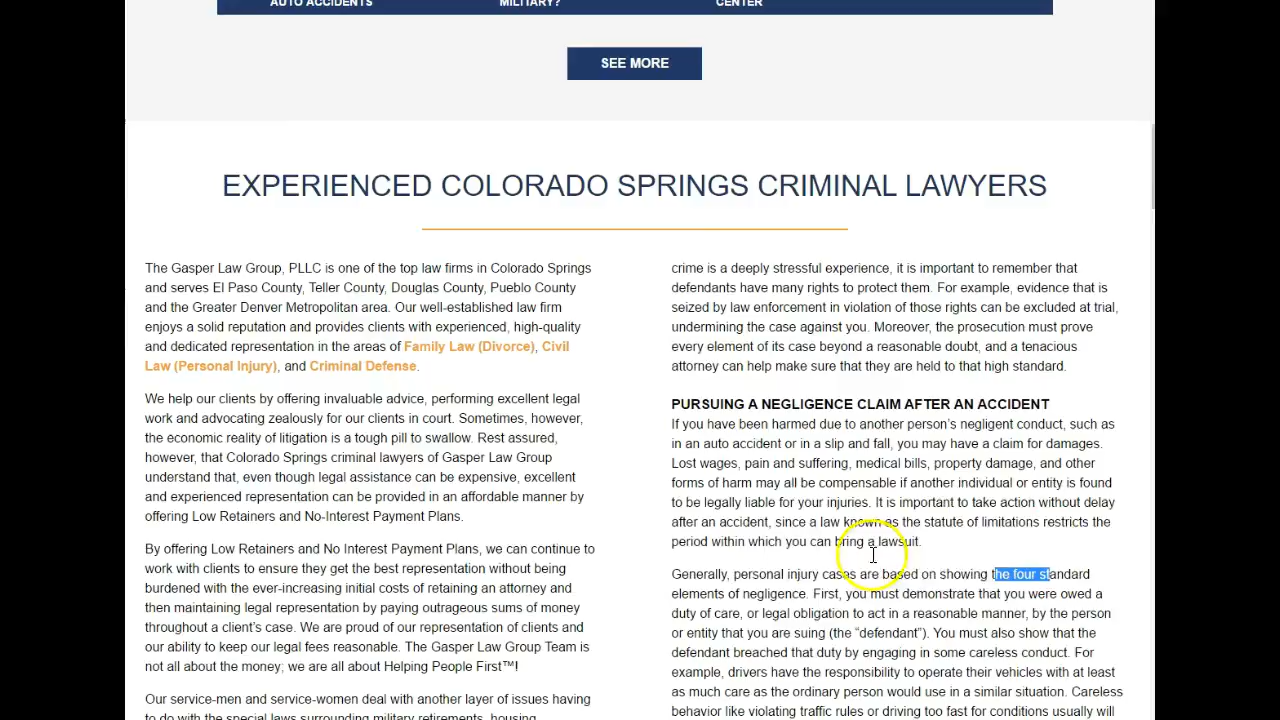 AUTO ACCIDENTS
MILITARY?
CENTER
SEE MORE
EXPERIENCED COLORADO SPRINGS CRIMINAL LAWYERS
The Gasper Law Group, PLLC is one of the top law firms in Colorado Springs
and serves El Paso County, Teller County, Douglas County, Pueblo County
and the Greater Denver Metropolitan area. Our well-established law firm
enjoys a solid reputation and provides clients with experienced, high-quality
and dedicated representation in the areas of Family Law (Divorce), Civil
Law (Personal Injury), and Criminal Defense.
We help our clients by offering invaluable advice, performing excellent legal
work and advocating zealously for our clients in court. Sometimes, however,
the economic reality of litigation is a tough pill to swallow. Rest assured,
however, that Colorado Springs criminal lawyers of Gasper Law Group
understand that, even though legal assistance can be expensive, excellent
and experienced representation can be provided in an affordable manner by
offering Low Retainers and No-Interest Payment Plans.
By offering Low Retainers and No Interest Payment Plans, we can continue to
work with clients to ensure they get the best representation without being
burdened with the ever-increasing initial costs of retaining an attorney and
then maintaining legal representation by paying outrageous sums of money
throughout a client's case. We are proud of our representation of clients and
our ability to keep our legal fees reasonable. The Gasper Law Group Team is
not all about the money; we are all about Helping People First™!
Our service-men and service-women deal with another layer of issues having
to do with the special laws surrounding military retirements, housing
crime is a deeply stressful experience, it is important to remember that
defendants have many rights to protect them. For example, evidence that is
seized by law enforcement in violation of those rights can be excluded at trial,
undermining the case against you. Moreover, the prosecution must prove
every element of its case beyond a reasonable doubt, and a tenacious
attorney can help make sure that they are held to that high standard.
PURSUING A NEGLIGENCE CLAIM AFTER AN ACCIDENT
If you have been harmed due to another person's negligent conduct, such as
in an auto accident or in a slip and fall, you may have a claim for damages.
Lost wages, pain and suffering, medical bills, property damage, and other
forms of harm may all be compensable if another individual or entity is found
to be legally liable for your injuries. It is important to take action without delay
after an accident, since a law known as the statute of limitations restricts the
period within which you can bring a lawsuit.
Generally, personal injury cases are based on showing the four standard
elements of negligence. First, you must demonstrate that you were owed a
duty of care, or legal obligation to act in a reasonable manner, by the person
or entity that you are suing (the “defendant”). You must also show that the
defendant breached that duty by engaging in some careless conduct. For
example, drivers have the responsibility to operate their vehicles with at least
as much care as the ordinary person would use in a similar situation. Careless
behavior like violating traffic rules or driving too fast for conditions usually will